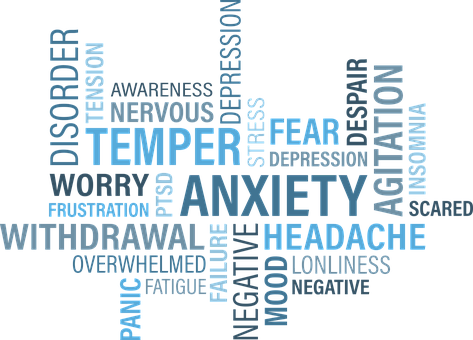 DISORDER
TENSION
AWARENESS
NERVOUS
DEPRESSION
TEMPER
STRESS
FEAR
DESPAIR
DEPRESSION
AGITATION
INSOMNIA
WORRY
PTSD
ANXIETY
FRUSTRATION
SCARED
WITHDRAWAL
FAILURE
NEGATIVE
HEADACHE
OVERWHELMED
MOOD
LONLINESS
PANIC
FATIGUE
NEGATIVE